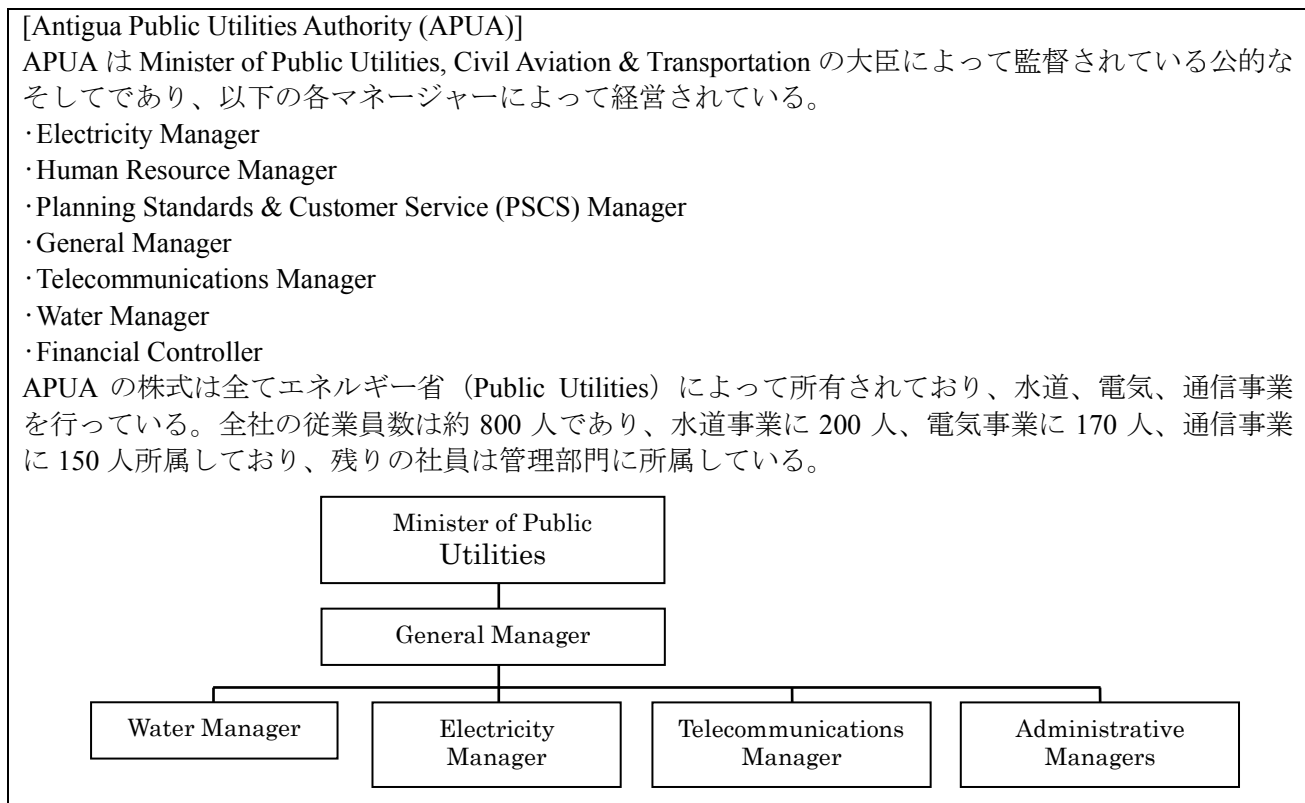 [Antigua Public Utilities Authority (APUA)]
APUA は Minister of Public Utilities, Civil Aviation & Transportation の大臣によって監督されている公的な
そしてであり、以下の各マネージャーによって経営されている。
・Electricity Manager
・Human Resource Manager
・Planning Standards & Customer Service (PSCS) Manager
・General Manager
・Telecommunications Manager
・Water Manager
・Financial Controller
APUA の株式は全てエネルギー省（Public Utilities）によって所有されており、水道、電気、通信事業
を行っている。全社の従業員数は約 800 人であり、水道事業に 200 人、電気事業に 170 人、通信事業
に 150 人所属しており、残りの社員は管理部門に所属している。
Minister of Public
Utilities
General Manager
Water Manager
Electricity
Manager
Telecommunications
Manager
Administrative
Managers